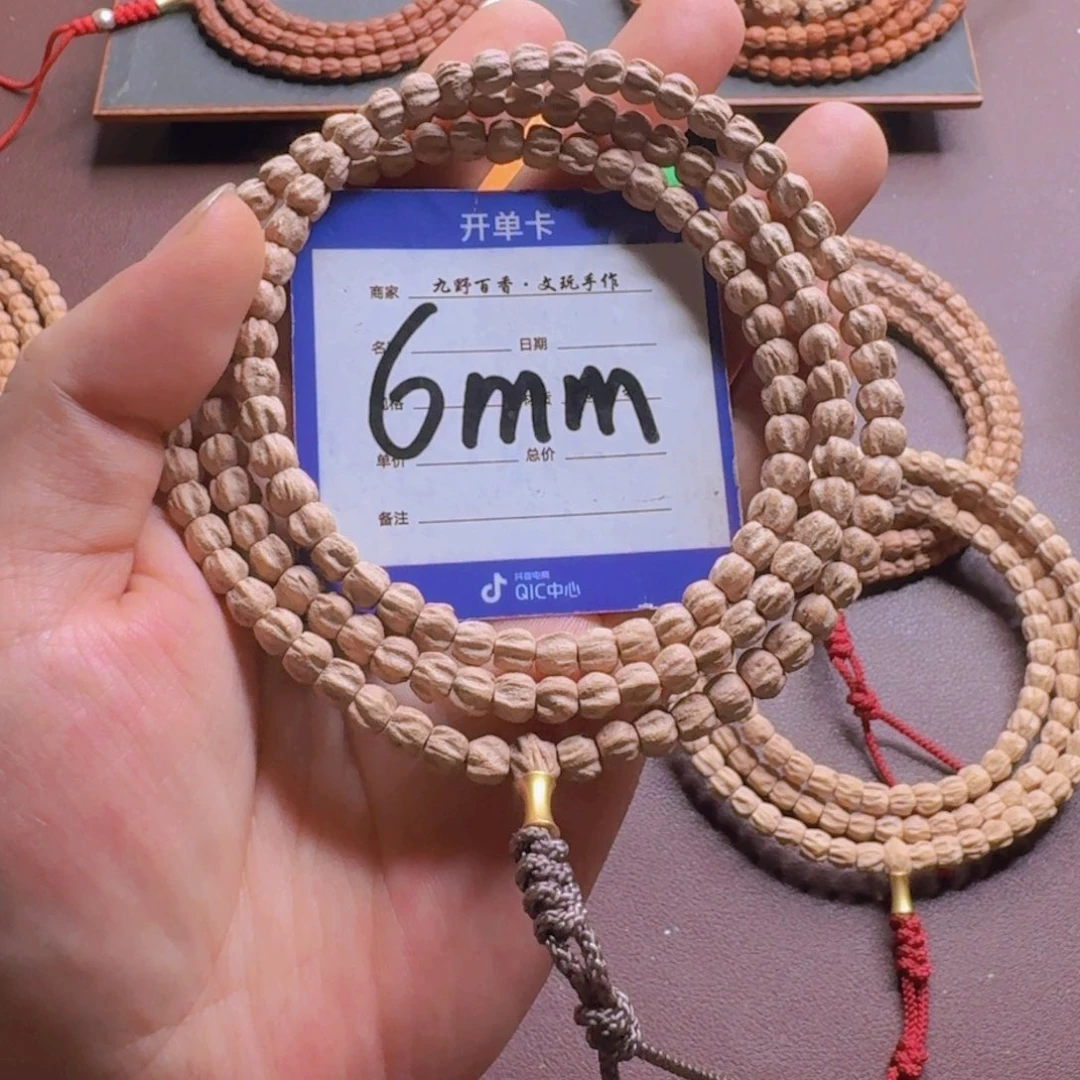 开单卡
商家 九野百香·文玩手作
6mm
日期
单价 总价
备注
抖音电商
QIC中心